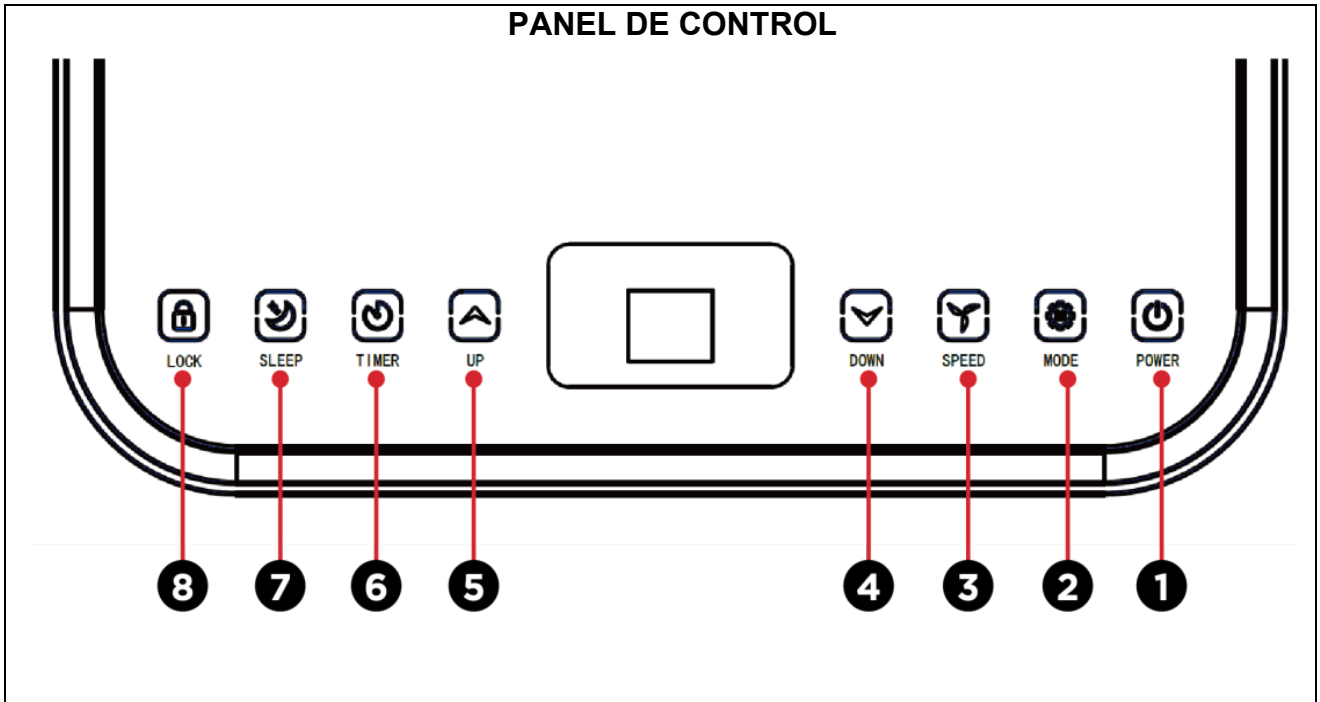 PANEL DE CONTROL
LOCK SLEEP TIMER UP DOWN SPEED MODE POWER
8 7 6 5 4 3 2 1